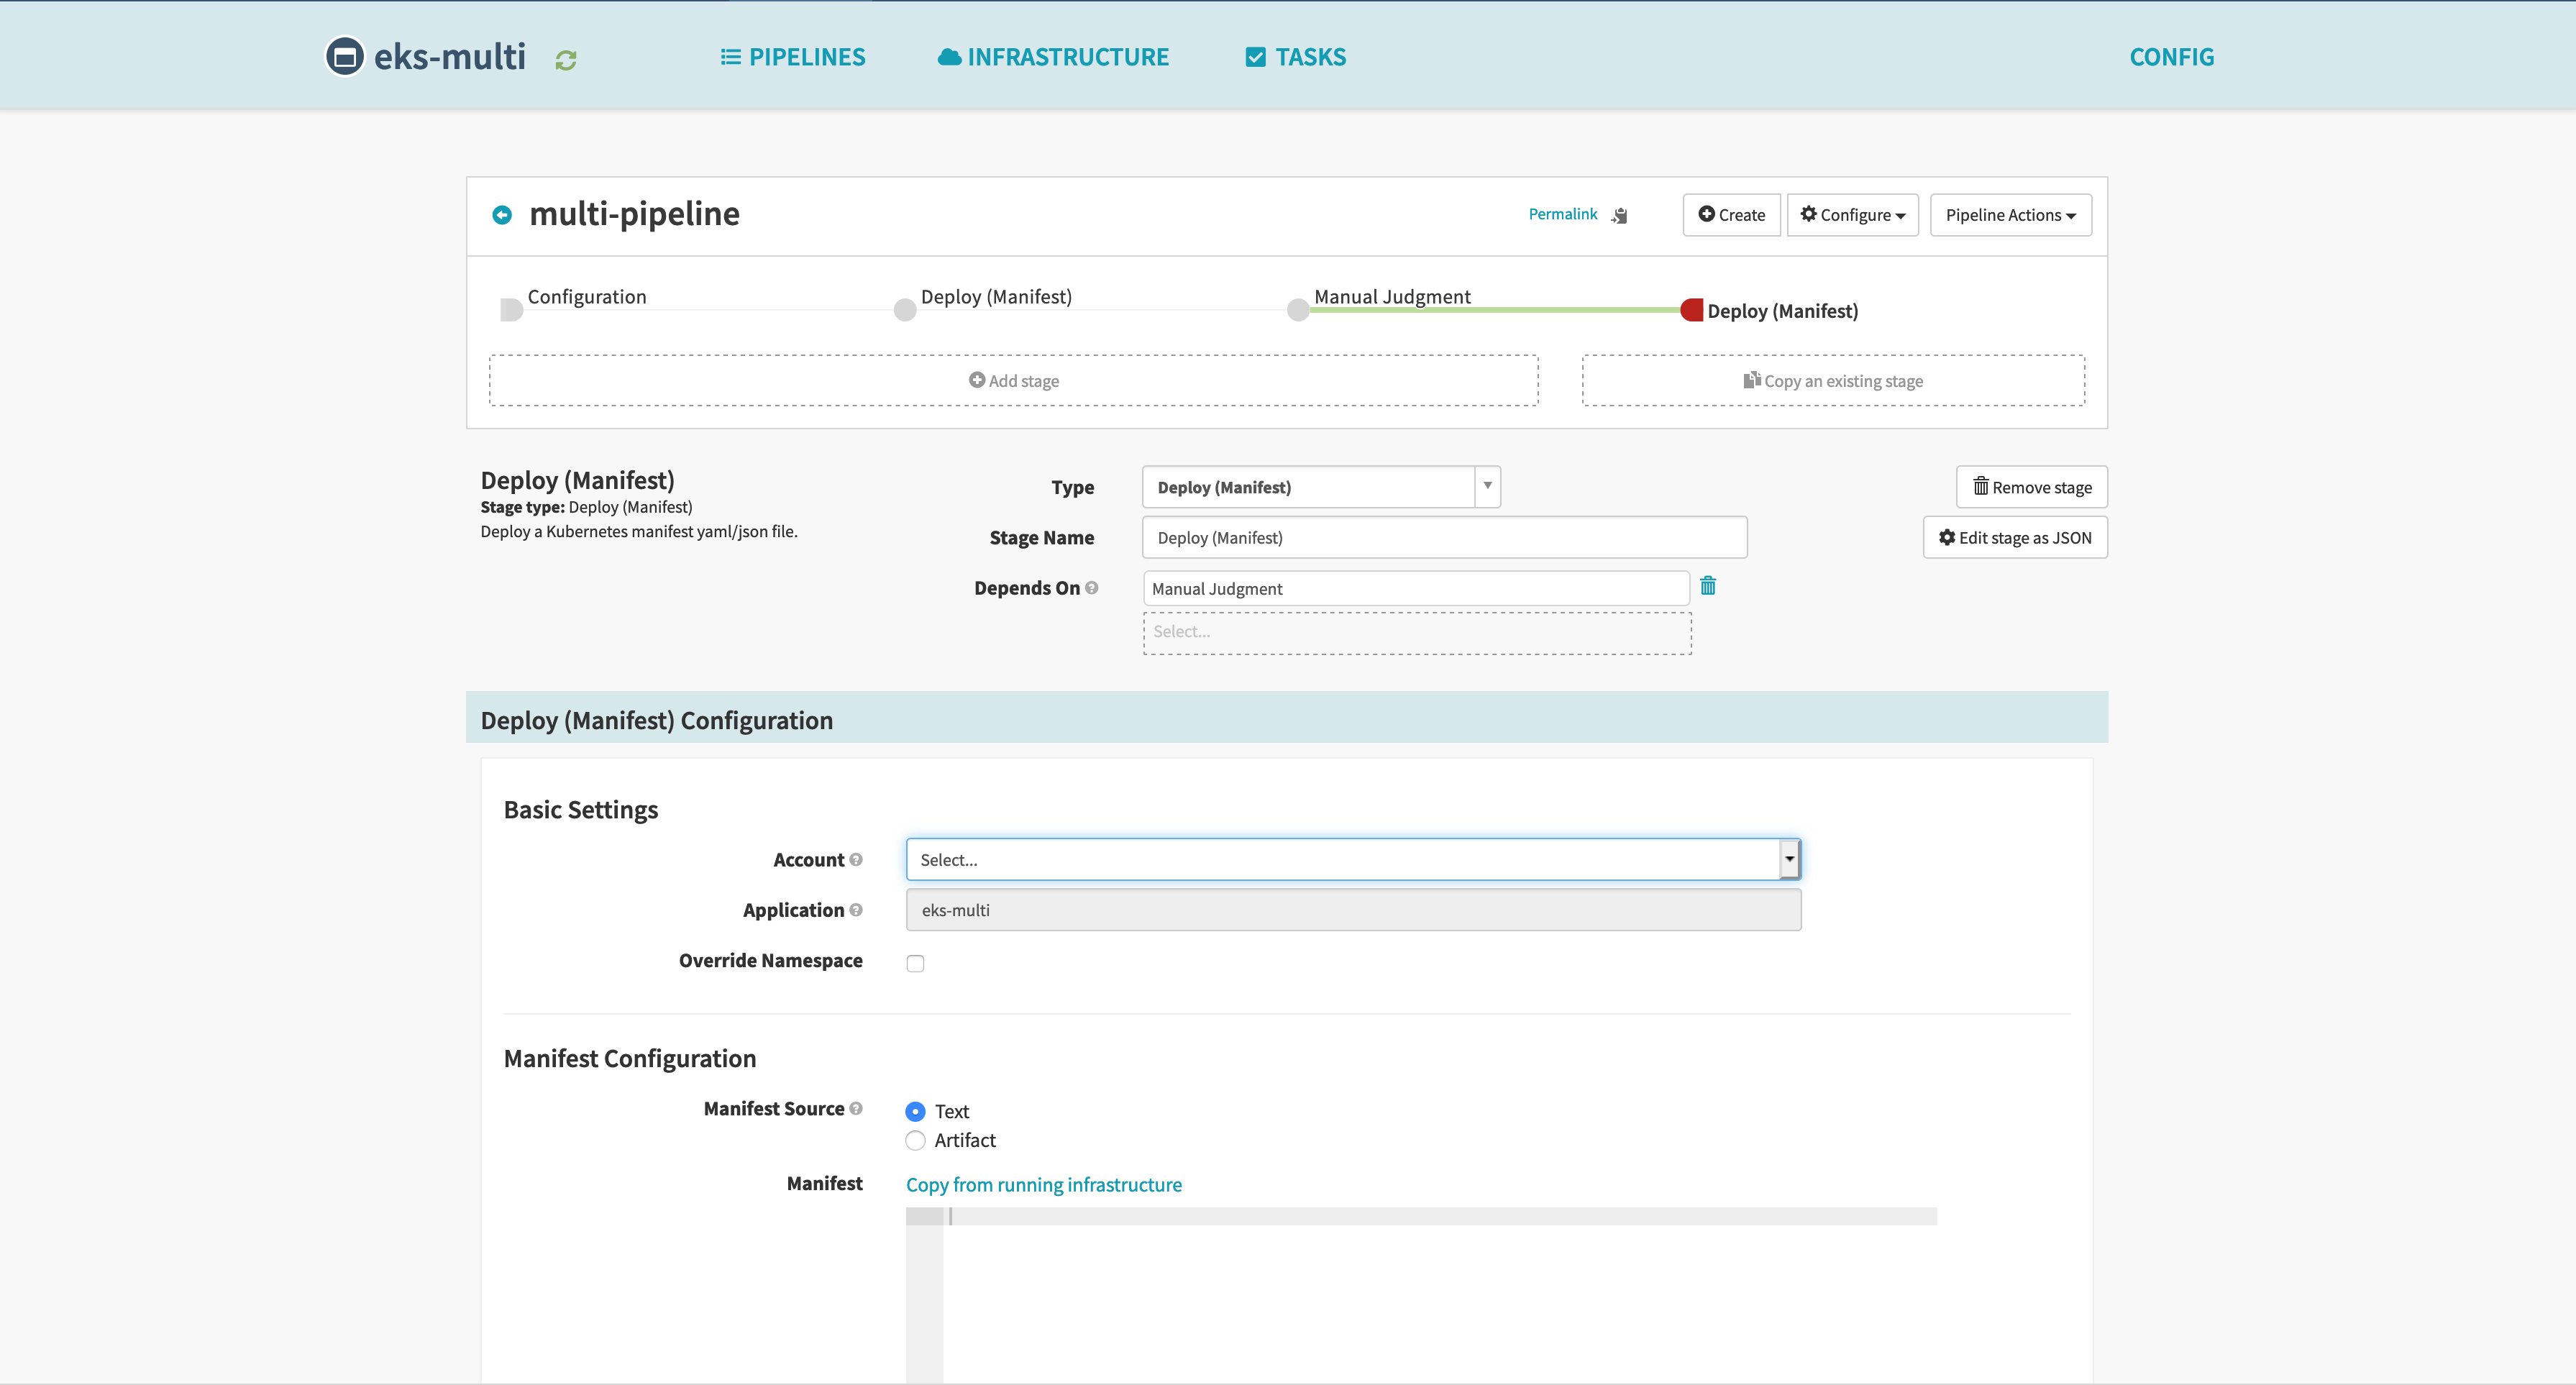 eks-multi
PIPELINES
INFRASTRUCTURE
TASKS
CONFIG
multi-pipeline
Permalink
Create
Configure
Pipeline Actions
Configuration
Deploy (Manifest)
Manual Judgment
Deploy (Manifest)
Add stage
Copy an existing stage
Deploy (Manifest)
Stage type: Deploy (Manifest)
Deploy a Kubernetes manifest yaml/json file.
Type
Deploy (Manifest)
Remove stage
Stage Name
Deploy (Manifest)
Edit stage as JSON
Depends On
Manual Judgment
Select...
Deploy (Manifest) Configuration
Basic Settings
Account
Select...
Application
eks-multi
Override Namespace
Manifest Configuration
Manifest Source
Text
Artifact
Manifest
Copy from running infrastructure